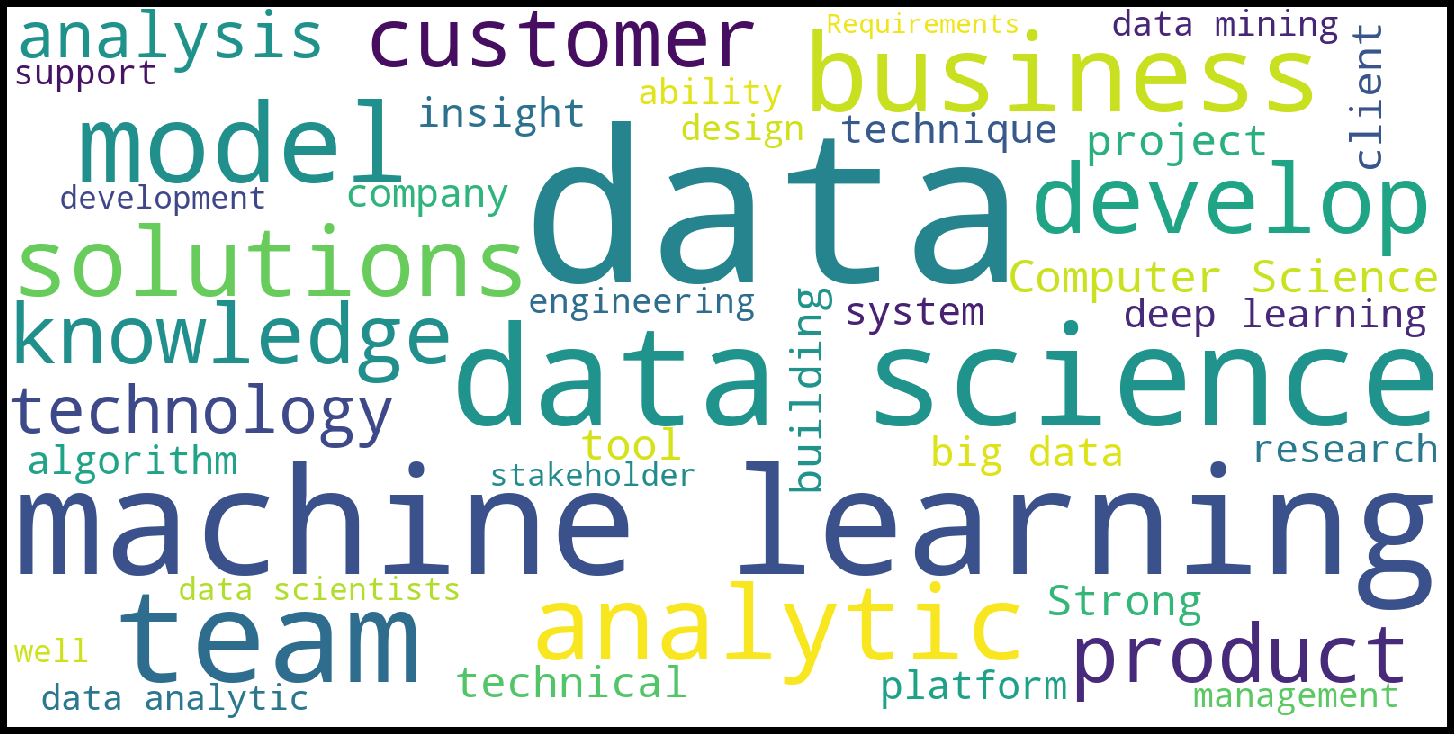 analysis
customer
Requirements
data mining
support
business
client
model
insight
ability
design
technique
project
data
development
company
develop
solutions
Computer Science
knowledge
engineering
building
system
deep learning
data science
technology
algorithm
tool
big data
research
stakeholder
machine learning
data scientists
team
analytic
Strong
well
product
technical
platform
data analytic
management